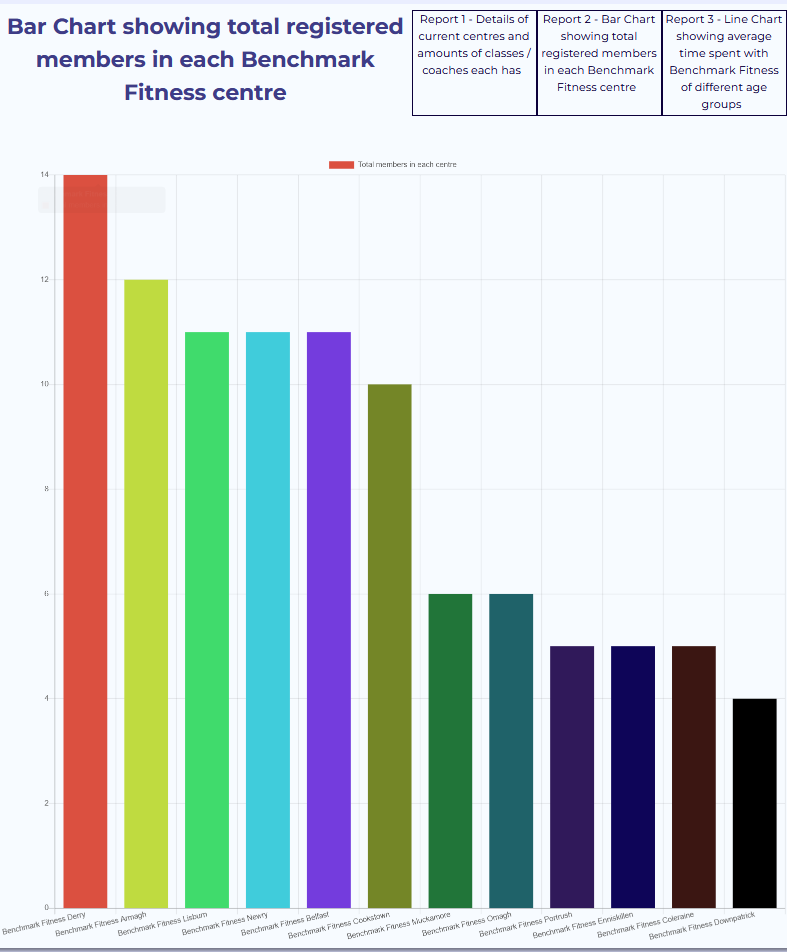 Bar Chart showing total registered
members in each Benchmark
Fitness centre
Report 1 - Details of
current centres and
amounts of classes /
coaches each has
Report 2 - Bar Chart
showing total
registered members
in each Benchmark
Fitness centre
Report 3 - Line Chart
showing average
time spent with
Benchmark Fitness
of different age
groups
Total members in each centre
14
12
10
8
6
4
2
0
Benchmark Fitness Derry
Benchmark Fitness Armagh
Benchmark Fitness Lisburn
Benchmark Fitness Newry
Benchmark Fitness Belfast
Benchmark Fitness Cookstown
Benchmark Fitness Muckamore
Benchmark Fitness Omagh
Benchmark Fitness Portrush
Benchmark Fitness Enniskillen
Benchmark Fitness Coleraine
Benchmark Fitness Downpatrick